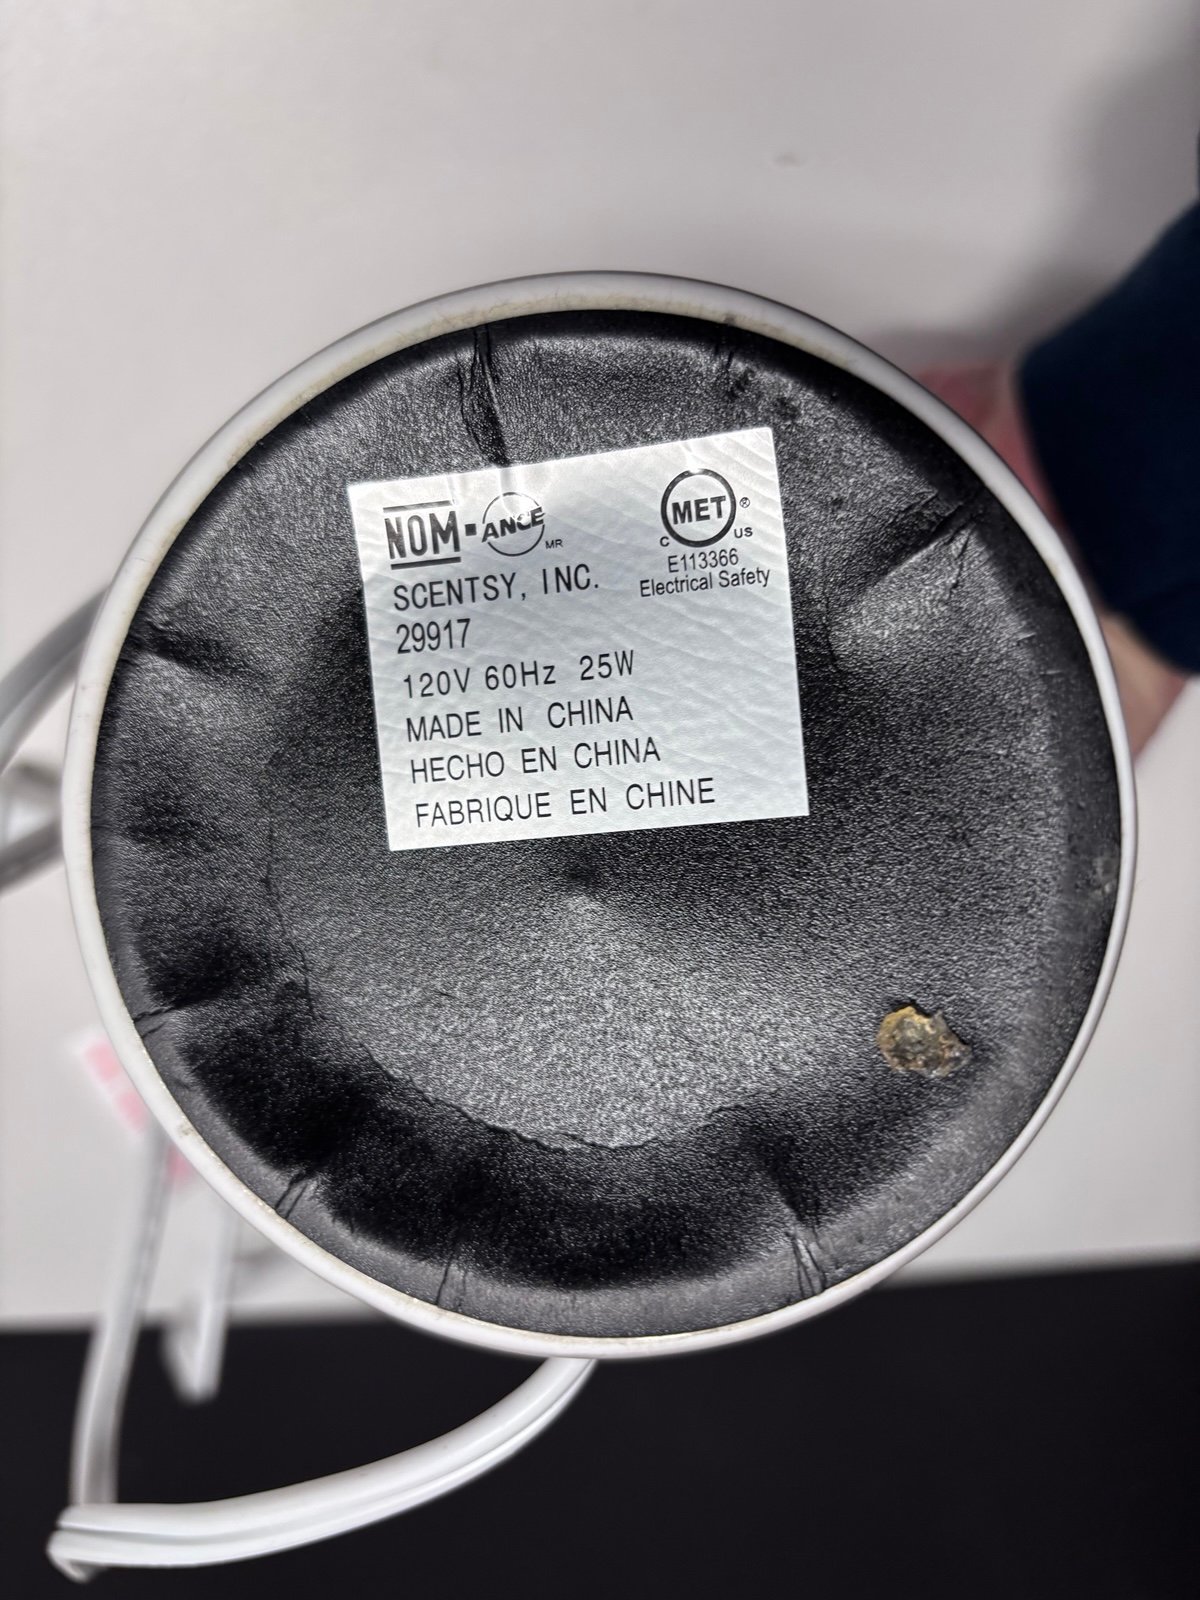 NOM-ANCE MR
SCENTSY, INC.
29917
120V 60Hz 25W
MADE IN CHINA
HECHO EN CHINA
FABRIQUE EN CHINE
MET®
C US
E113366
Electrical Safety